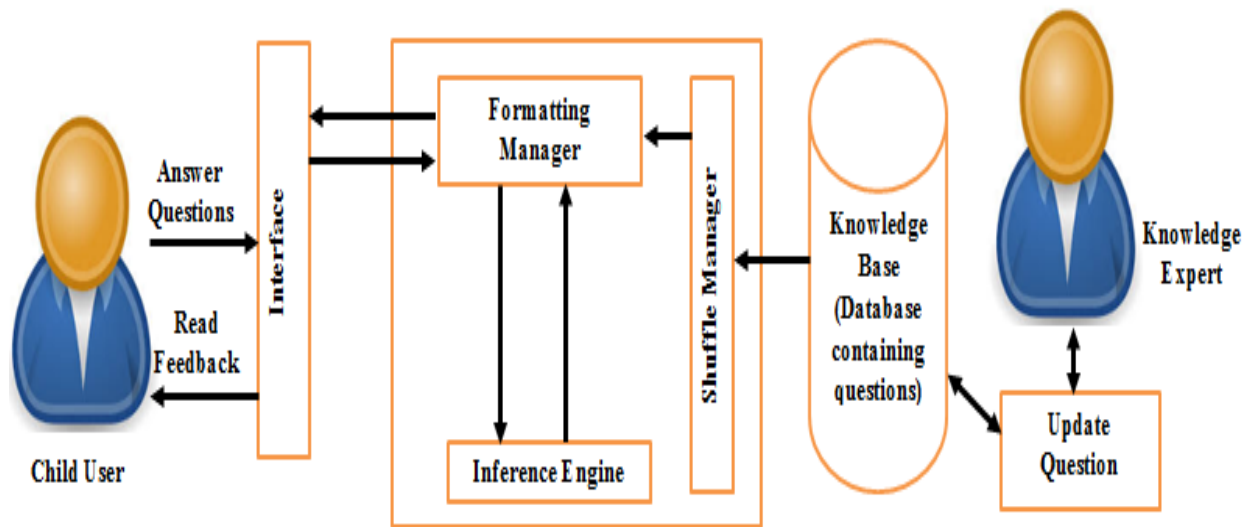 Answer
Questions
Read
Feedback
Child User
Interface
Formatting
Manager
Inference Engine
Shuffle Manager
Knowledge
Base
(Database
containing
questions)
Knowledge
Expert
Update
Question